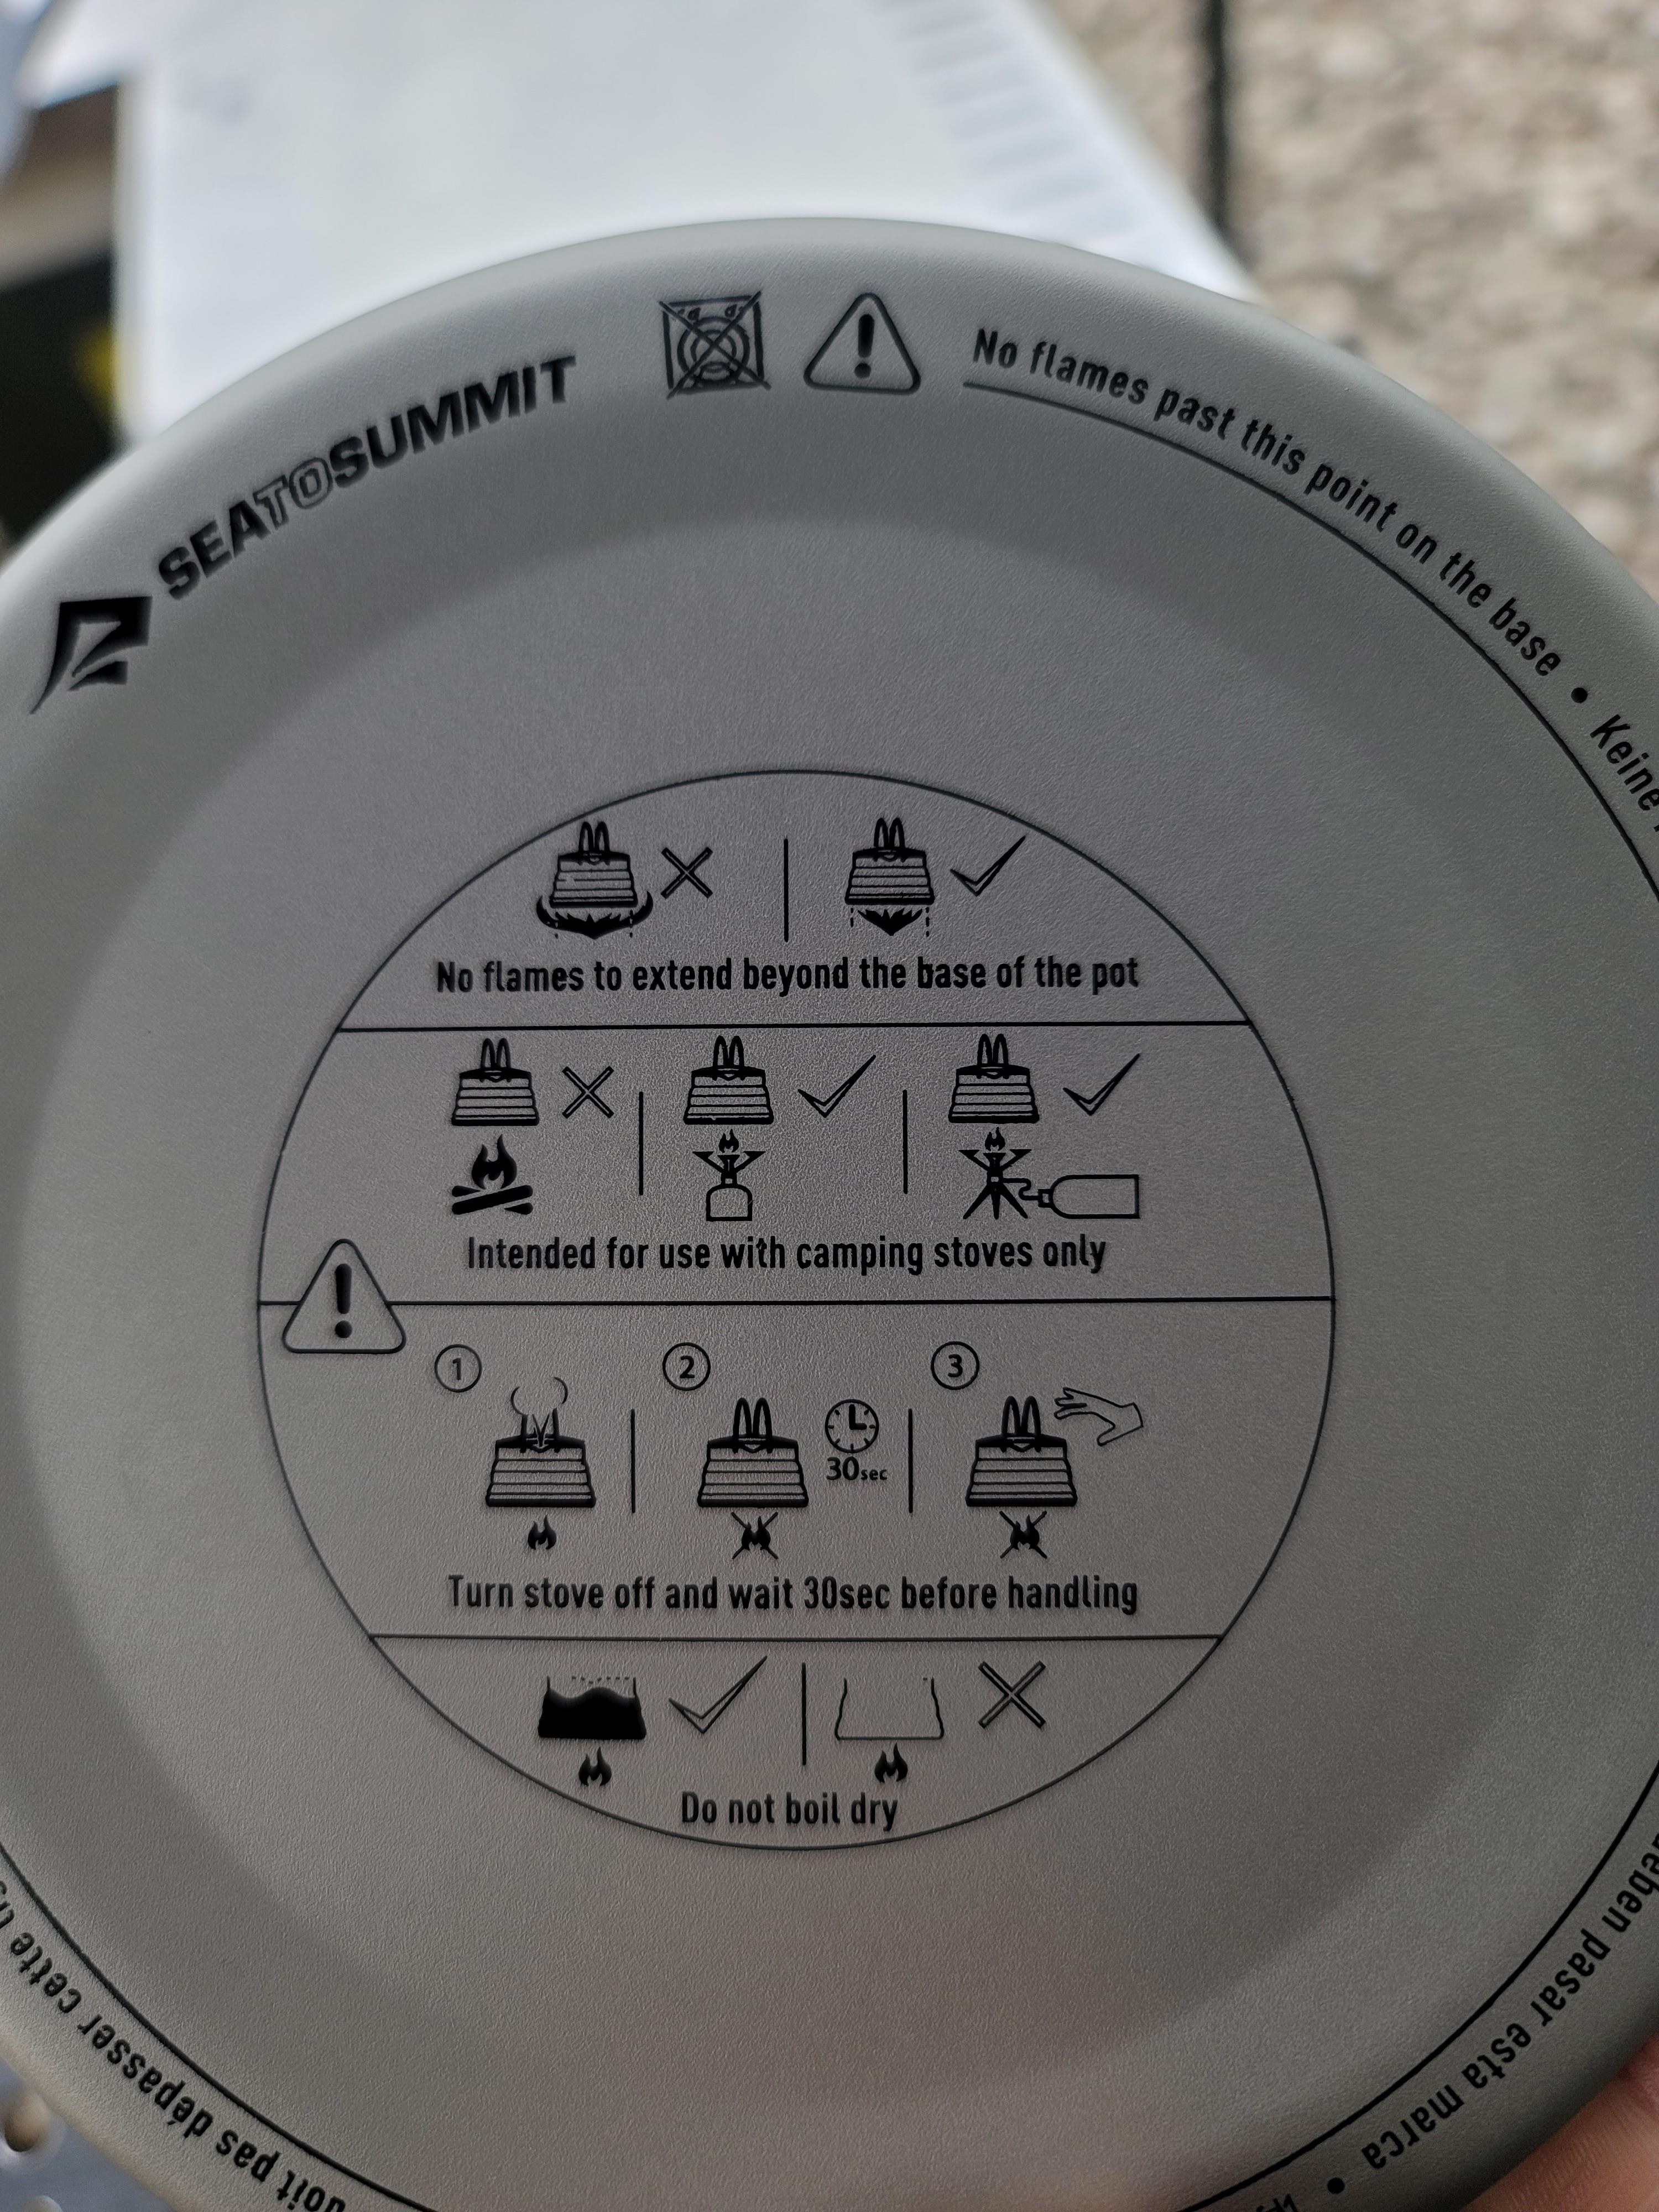 SEATOSUMMIT
No flames past this point on the base • Keine
No flames to extend beyond the base of the pot
Intended for use with camping stoves only
1 2 3
30sec
Turn stove off and wait 30sec before handling
Do not boil dry
pasar esta marca •
pas dépasser cette